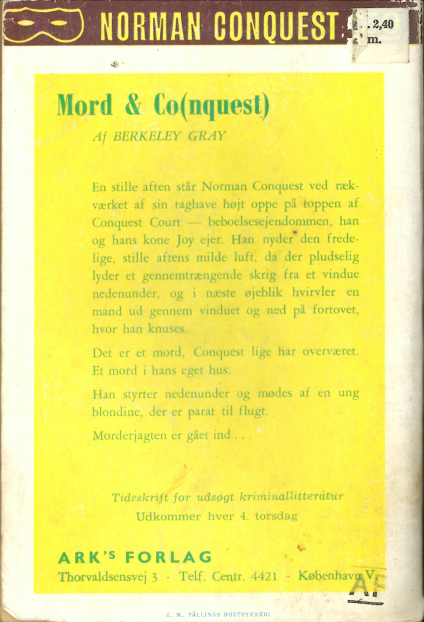 NORMAN CONQUEST
. 2,40
m.
Mord & Co(nquest)
Af BERKELEY GRAY
En stille aften står Norman Conquest ved ræk-
værket af sin taghave højt oppe på toppen af
Conquest Court — beboelsesejendommen, han
og hans kone Joy ejer. Han nyder den frede-
lige, stille aftens milde luft, da der pludselig
lyder et gennemtrængende skrig fra et vindue
nedenunder, og i næste øjeblik hvirvler en
mand ud gennem vinduet og ned på fortovet,
hvor han knuses.
Det er et mord, Conquest lige har overværet.
Et mord i hans eget hus.
Han styrter nedenunder og mødes af en ung
blondine, der er parat til flugt.
Morderjagten er gået ind . . .
Tidsskrift for udsøgt kriminallitteratur
Udkommer hver 4. torsdag
ARK's FORLAG
Thorvaldsensvej 3 - Telf. Centr. 4421 - København V.
AF
C. M. FÄLLINGS BOGTRYKKERI